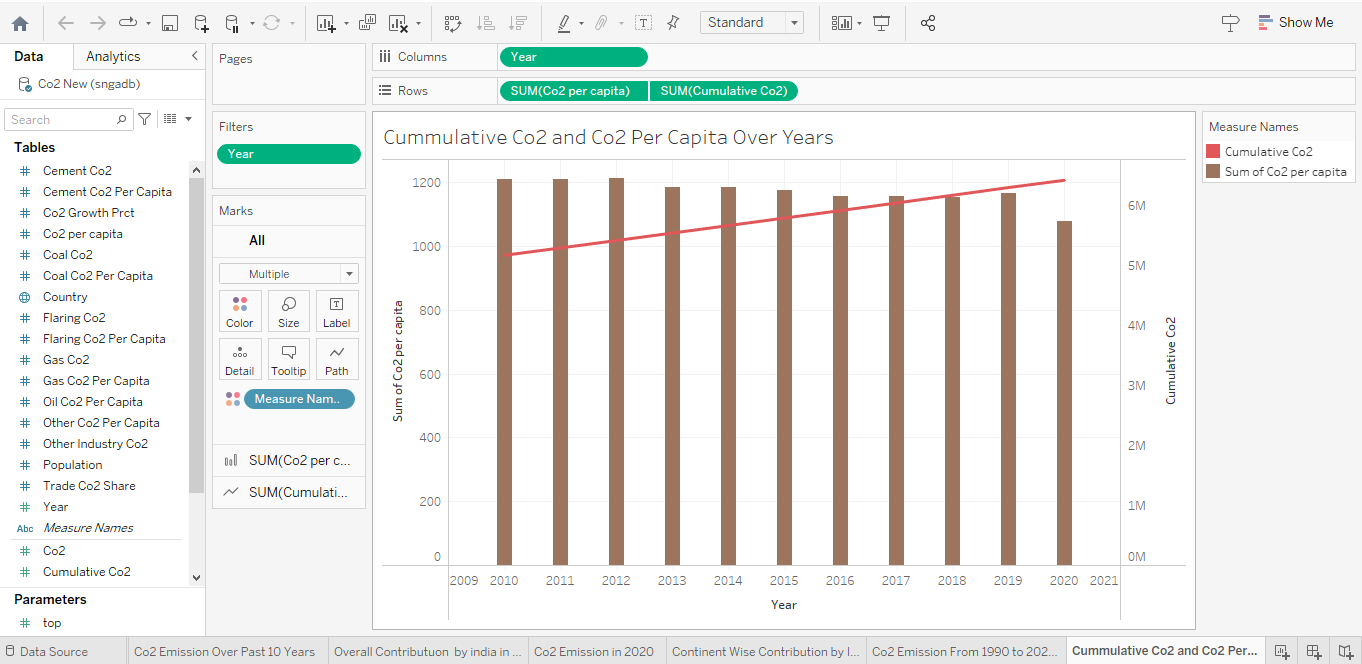 Standard
Show Me
Data
Analytics
Co2 New (sngadb)
Search
Tables
Cement Co2
Cement Co2 Per Capita
Co2 Growth Prct
Co2 per capita
Coal Co2
Coal Co2 Per Capita
Country
Flaring Co2
Flaring Co2 Per Capita
Gas Co2
Gas Co2 Per Capita
Oil Co2 Per Capita
Other Co2 Per Capita
Other Industry Co2
Population
Trade Co2 Share
Year
Abc Measure Names
Co2
Cumulative Co2
Parameters
top
Pages
Filters
Year
Marks
All
Multiple
Color Size Label
Detail Tooltip Path
Measure Nam..
SUM(Co2 per c...
SUM(Cumulati...
Columns Year
Rows SUM(Co2 per capita) SUM(Cumulative Co2)
Cummulative Co2 and Co2 Per Capita Over Years
Sum of Co2 per capita
1200
1000
800
600
400
200
0
6M
5M
4M
3M
2M
1M
0M
Cumulative Co2
2009 2010 2011 2012 2013 2014 2015 2016 2017 2018 2019 2020 2021
Year
Measure Names
Cumulative Co2
Sum of Co2 per capita
Data Source
Co2 Emission Over Past 10 Years
Overall Contributuon by india in ...
Co2 Emission in 2020
Continent Wise Contribution by I...
Co2 Emission From 1990 to 202...
Cummulative Co2 and Co2 Per...